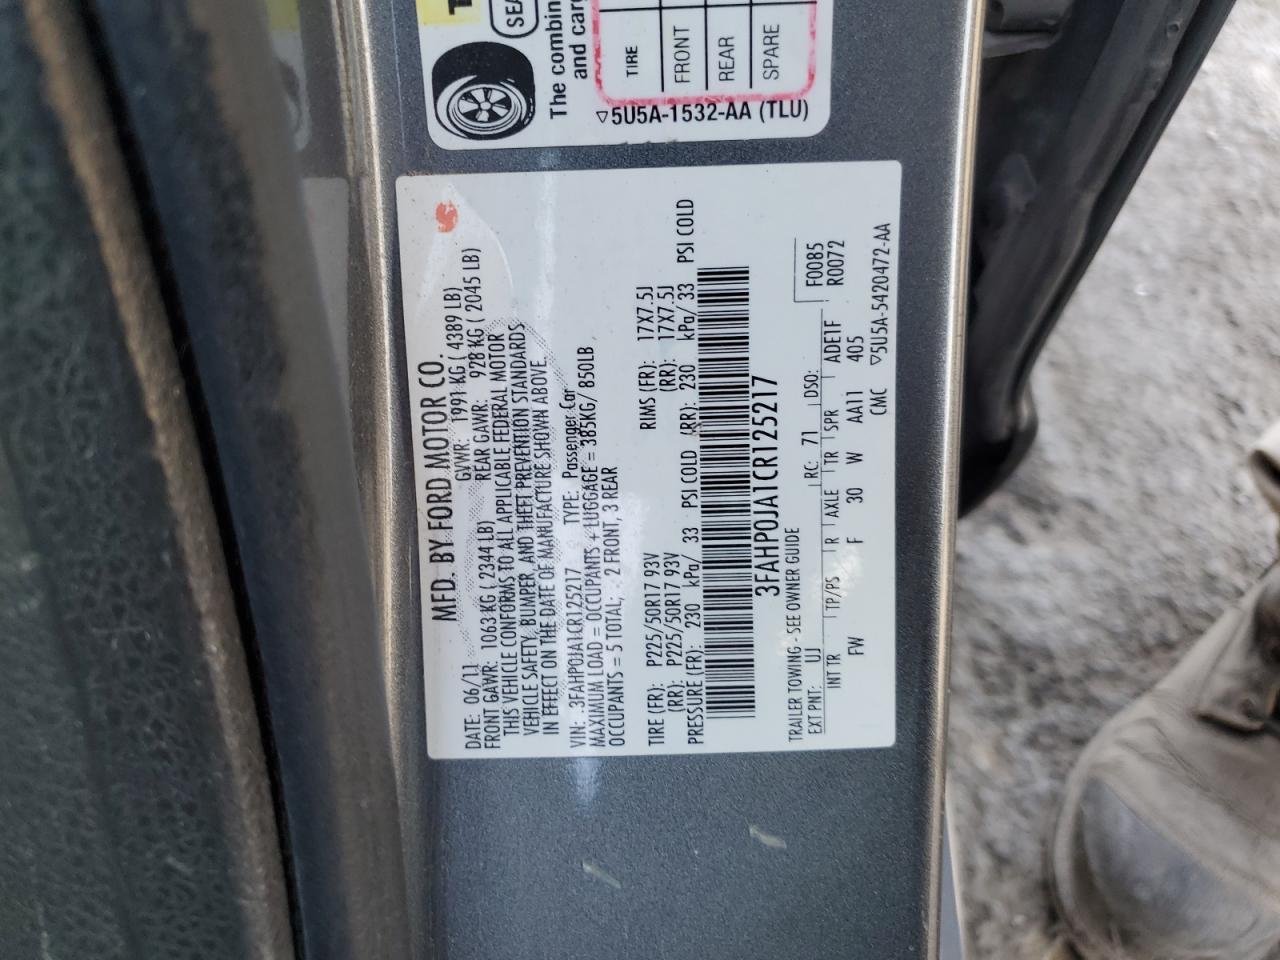 SEA
The combin
and carg
TIRE
FRONT
REAR
SPARE
5U5A-1532-AA (TLU)
MFD. BY FORD MOTOR CO.
DATE: 06/11 GVWR: 1991 KG ( 4389 LB)
FRONT GAWR: 1063 KG ( 2344 LB) REAR GAWR: 928 KG ( 2045 LB)
THIS VEHICLE CONFORMS TO ALL APPLICABLE FEDERAL MOTOR
VEHICLE SAFETY, BUMPER, AND THEFT PREVENTION STANDARDS
IN EFFECT ON THE DATE OF MANUFACTURE SHOWN ABOVE.
VIN: 3FAHP0JA1CR125217 TYPE: Passenger Car
MAXIMUM LOAD = OCCUPANTS + LUGGAGE = 385KG/ 850LB
OCCUPANTS = 5 TOTAL, 2 FRONT, 3 REAR
TIRE (FR): P225/50R17 93V RIMS (FR): 17X7.5J
(RR): P225/50R17 93V (RR): 17X7.5J
PRESSURE (FR): 230 kPa/ 33 PSI COLD (RR): 230 kPa/ 33 PSI COLD
3FAHP0JA1CR125217
TRAILER TOWING - SEE OWNER GUIDE F0085
EXT PNT: UJ RC: 71 DSO: R0072
INT TR TP/PS R AXLE TR SPR ADE1F
FW F 30 W AA11 405
CMC 5U5A-5420472-AA